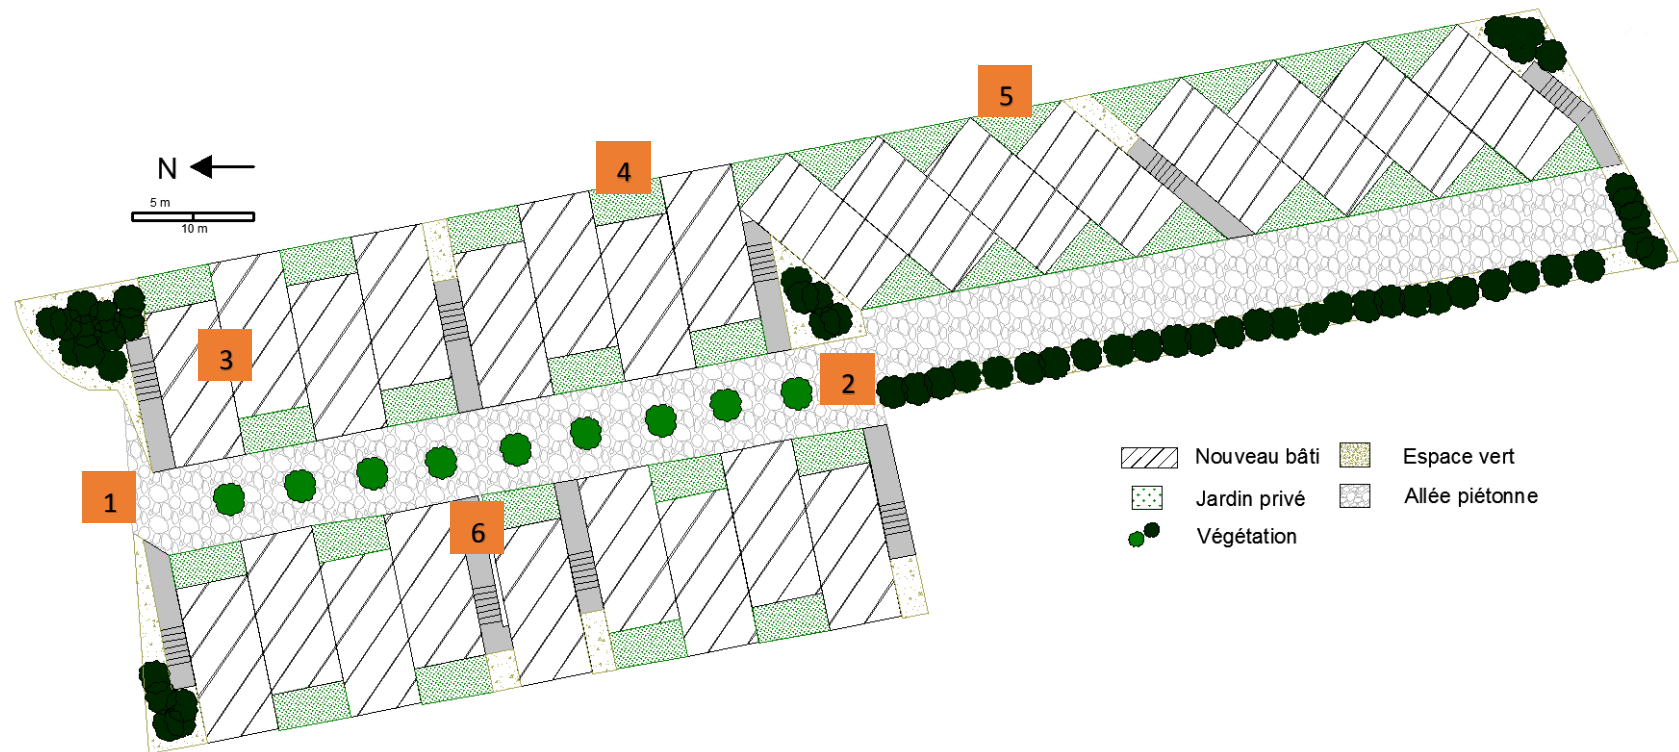 5
4
N
5 m
10 m
3
2
1
6
Nouveau bâti
Espace vert
Jardin privé
Allée piétonne
Végétation